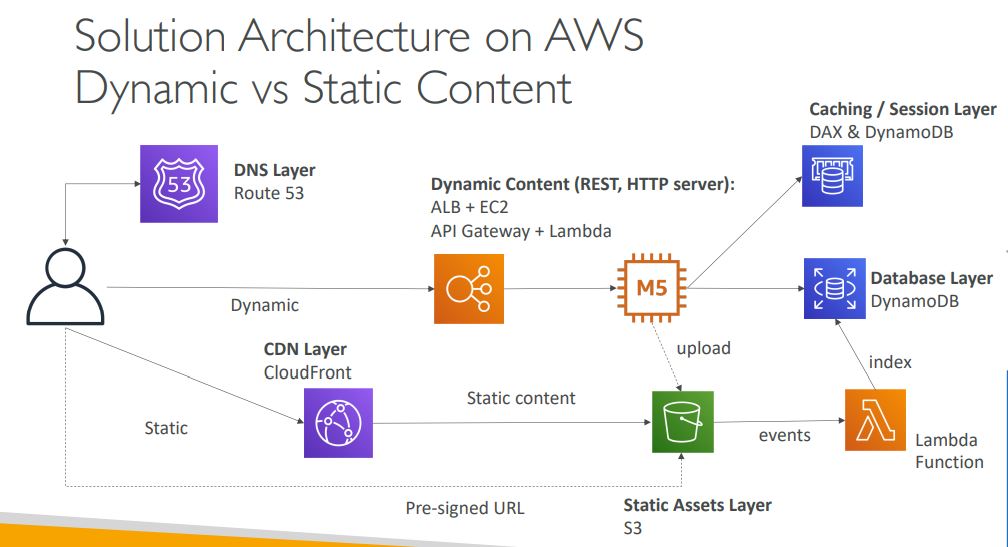 Solution Architecture on AWS
Dynamic vs Static Content
Caching / Session Layer
DAX & DynamoDB
53
DNS Layer
Route 53
Dynamic Content (REST, HTTP server):
ALB + EC2
API Gateway + Lambda
M5
Database Layer
DynamoDB
Dynamic
CDN Layer
CloudFront
upload
index
Static content
Static
events
Lambda
Function
Pre-signed URL
Static Assets Layer
S3